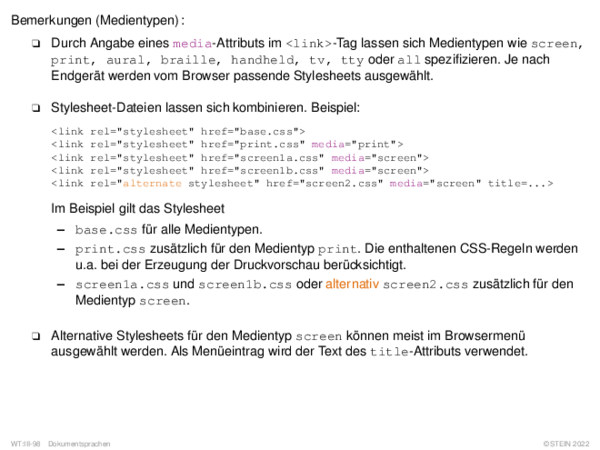 Bemerkungen (Medientypen) :
❑ Durch Angabe eines media-Attributs im <link>-Tag lassen sich Medientypen wie screen,
print, aural, braille, handheld, tv, tty oder all spezifizieren. Je nach
Endgerät werden vom Browser passende Stylesheets ausgewählt.
❑ Stylesheet-Dateien lassen sich kombinieren. Beispiel:
<link rel="stylesheet" href="base.css">
<link rel="stylesheet" href="print.css" media="print">
<link rel="stylesheet" href="screen1a.css" media="screen">
<link rel="stylesheet" href="screen1b.css" media="screen">
<link rel="alternate stylesheet" href="screen2.css" media="screen" title=...>
Im Beispiel gilt das Stylesheet
– base.css für alle Medientypen.
– print.css zusätzlich für den Medientyp print. Die enthaltenen CSS-Regeln werden
u.a. bei der Erzeugung der Druckvorschau berücksichtigt.
– screen1a.css und screen1b.css oder alternativ screen2.css zusätzlich für den
Medientyp screen.
❑ Alternative Stylesheets für den Medientyp screen können meist im Browsermenü
ausgewählt werden. Als Menüeintrag wird der Text des title-Attributs verwendet.
WT:III-98 Dokumentsprachen ©STEIN 2022